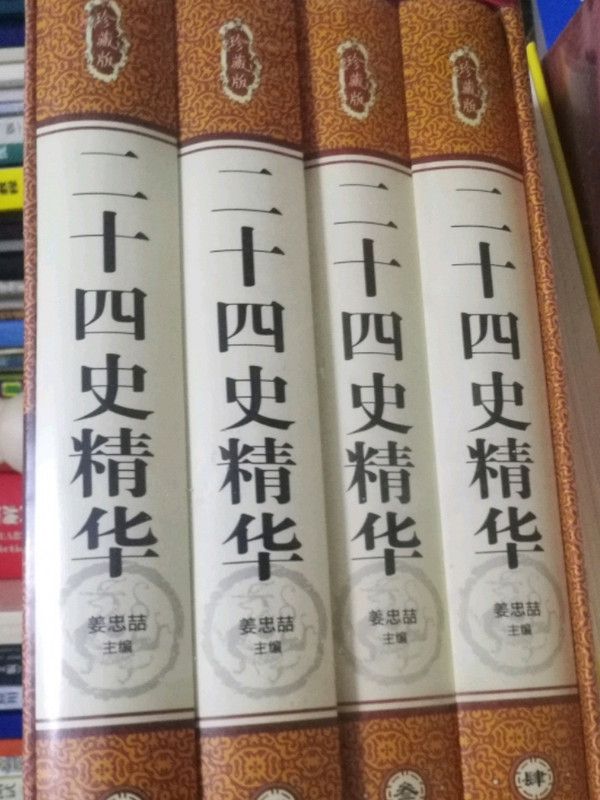 珍藏版
二十四史精华
姜忠喆
主编
珍藏版
二十四史精华
姜忠喆
主编
珍藏版
二十四史精华
姜忠喆
主编
叁
珍藏版
二十四史精华
姜忠喆
主编
肆